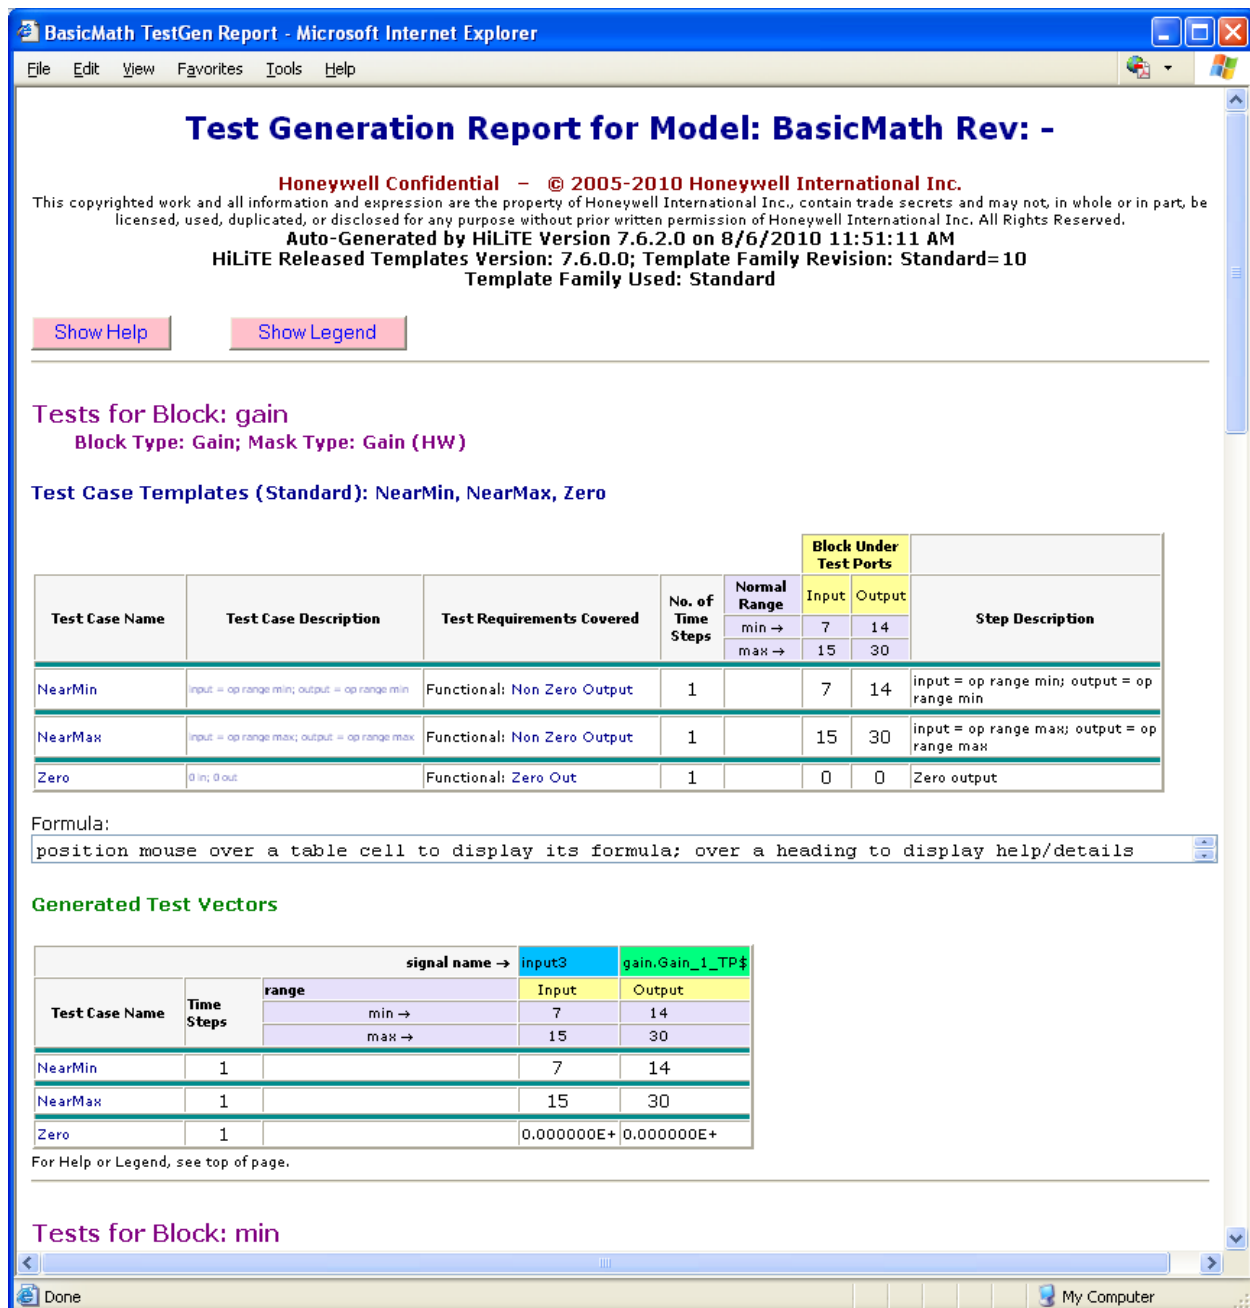 BasicMath TestGen Report - Microsoft Internet Explorer
File Edit View Favorites Tools Help
Test Generation Report for Model: BasicMath Rev: -
Honeywell Confidential – © 2005-2010 Honeywell International Inc.
This copyrighted work and all information and expression are the property of Honeywell International Inc., contain trade secrets and may not, in whole or in part, be
licensed, used, duplicated, or disclosed for any purpose without prior written permission of Honeywell International Inc. All Rights Reserved.
Auto-Generated by HiLiTE Version 7.6.2.0 on 8/6/2010 11:51:11 AM
HiLiTE Released Templates Version: 7.6.0.0; Template Family Revision: Standard=10
Template Family Used: Standard
Show Help Show Legend
Tests for Block: gain
Block Type: Gain; Mask Type: Gain (HW)
Test Case Templates (Standard): NearMin, NearMax, Zero
Block Under
Test Ports
Test Case Name Test Case Description Test Requirements Covered No. of Time Steps Normal Range Input Output Step Description
min → 7 14
max → 15 30
NearMin input = op range min; output = op range min Functional: Non Zero Output 1 7 14 input = op range min; output = op range min
NearMax input = op range max; output = op range max Functional: Non Zero Output 1 15 30 input = op range max; output = op range max
Zero 0 in; 0 out Functional: Zero Out 1 0 0 Zero output
Formula:
position mouse over a table cell to display its formula; over a heading to display help/details
Generated Test Vectors
signal name → input3 gain.Gain_1_TP$
Test Case Name Time Steps range Input Output
min → 7 14
max → 15 30
NearMin 1 7 14
NearMax 1 15 30
Zero 1 0.000000E+ 0.000000E+
For Help or Legend, see top of page.
Tests for Block: min
Done My Computer